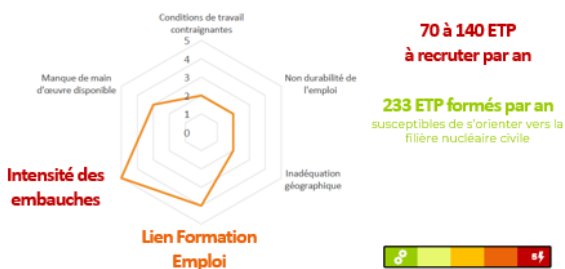 Conditions de travail
contraignantes
5
4
3
2
1
0
Manque de main
d'œuvre disponible
Non durabilité de
l'emploi
Inadéquation
géographique
Intensité des
embauches
Lien Formation
Emploi
70 à 140 ETP
à recruter par an
233 ETP formés par an
susceptibles de s'orienter vers la
filière nucléaire civile